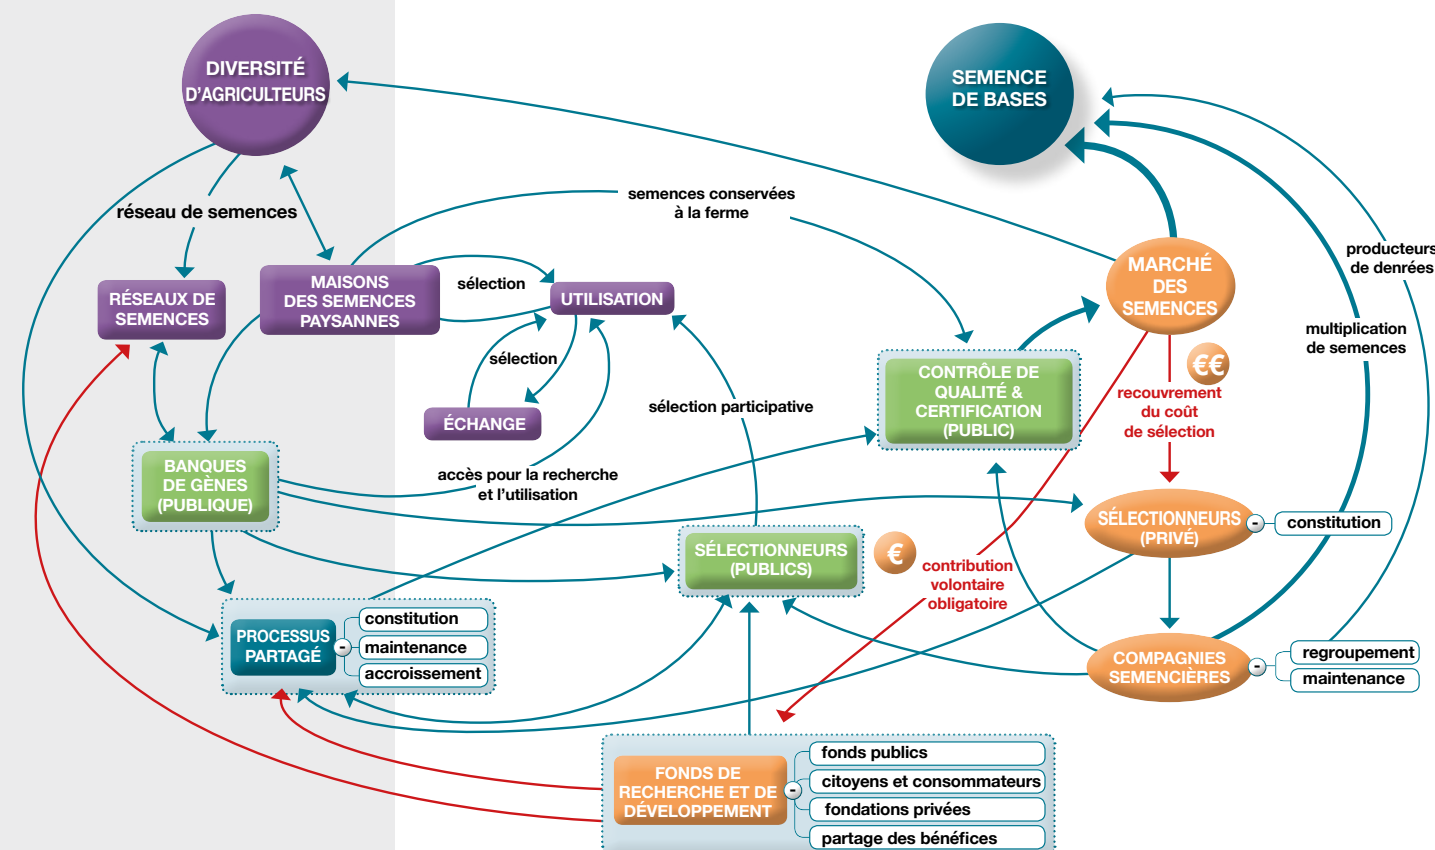 DIVERSITÉ
D'AGRICULTEURS
SEMENCE
DE BASES
réseau de semences
semences conservées
à la ferme
producteurs
de denrées
MARCHÉ
DES
SEMENCES
RÉSEAUX DE
SEMENCES
MAISONS
DES SEMENCES
PAYSANNES
sélection
UTILISATION
sélection
ÉCHANGE
multiplication
de semences
€€
recouvrement
du coût
de sélection
CONTRÔLE DE
QUALITÉ &
CERTIFICATION
(PUBLIC)
sélection participative
BANQUES
DE GÈNES
(PUBLIQUE)
accès pour la recherche
et l'utilisation
SÉLECTIONNEURS
(PRIVÉ)
-
constitution
SÉLECTIONNEURS
(PUBLICS)
€
contribution
volontaire
obligatoire
PROCESSUS
PARTAGÉ
-
constitution
maintenance
accroissement
COMPAGNIES
SEMENCIÈRES
-
regroupement
maintenance
FONDS DE
RECHERCHE ET DE
DÉVELOPPEMENT
-
fonds publics
citoyens et consommateurs
fondations privées
partage des bénéfices